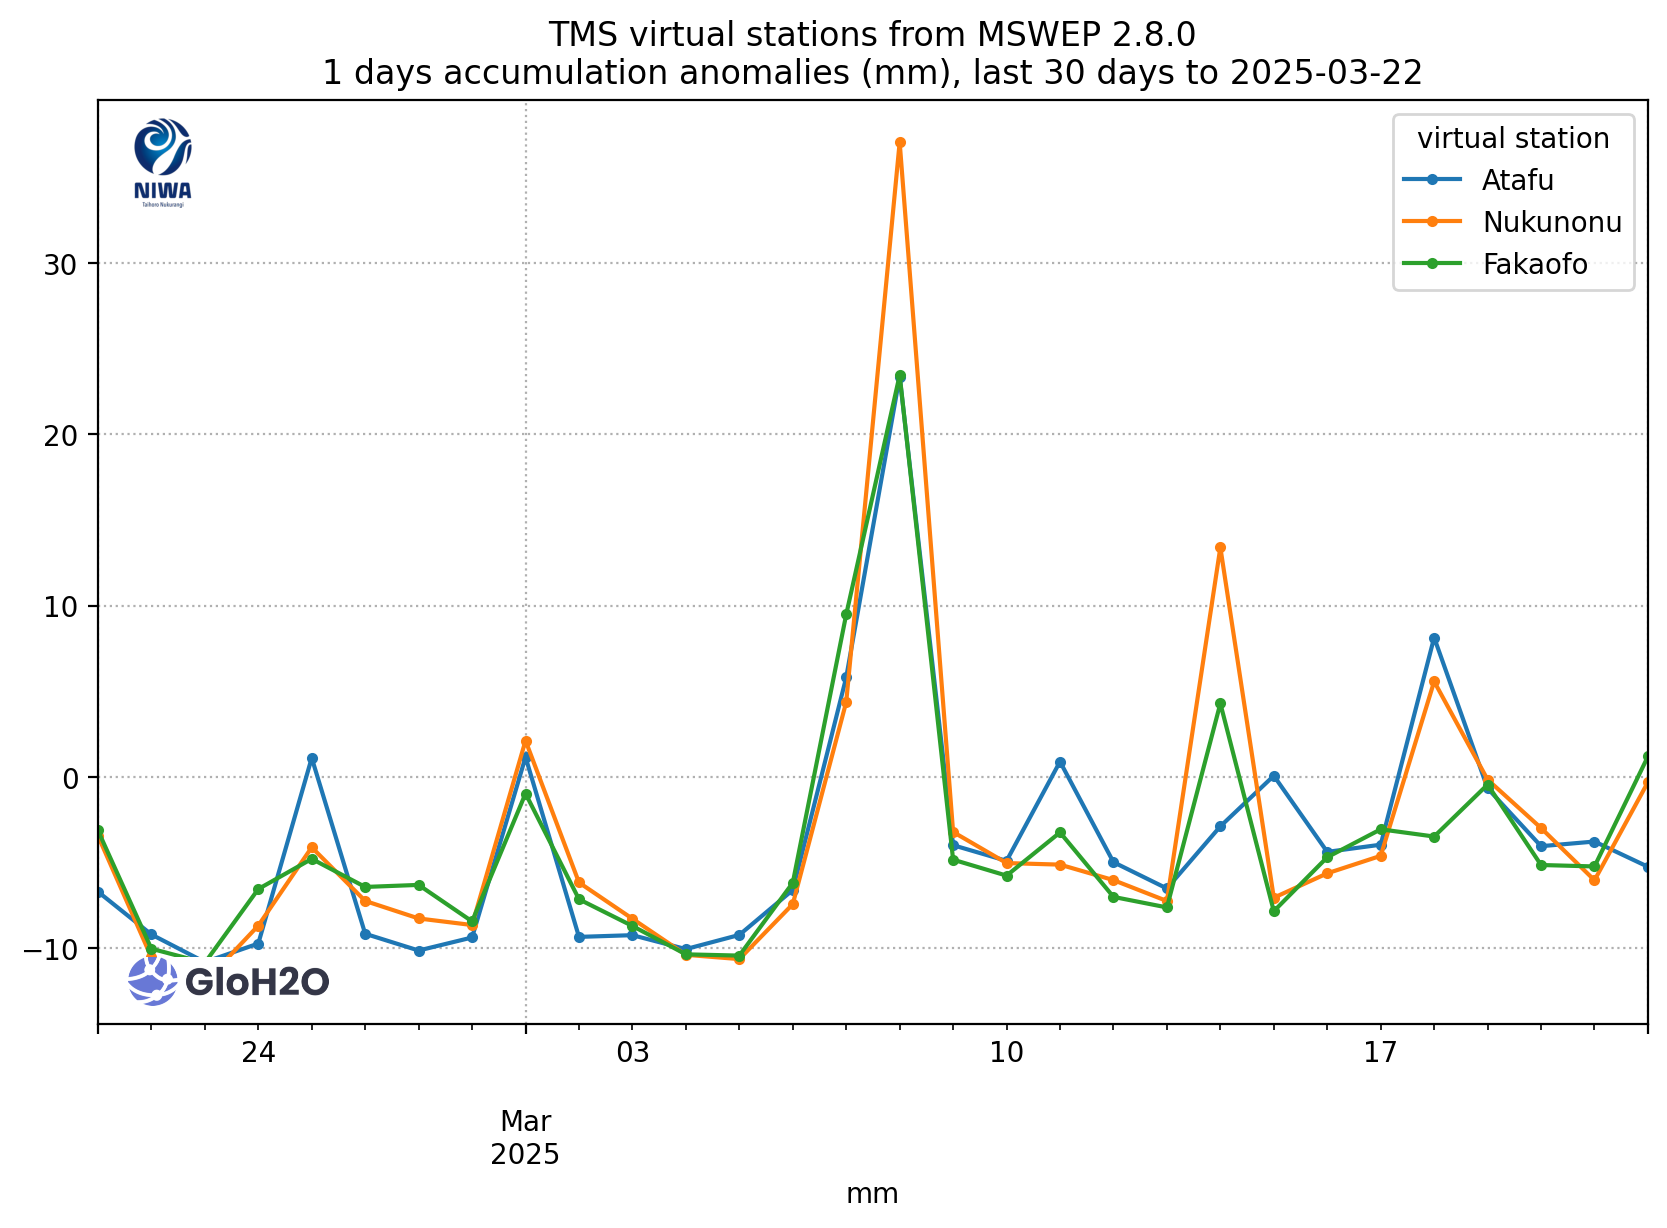 TMS virtual stations from MSWEP 2.8.0
1 days accumulation anomalies (mm), last 30 days to 2025-03-22
NIWA
Taihoro Nukurangi
virtual station
Atafu
Nukunonu
Fakaofo
30
20
10
0
−10
GloH2O
24
03
10
17
Mar
2025
mm